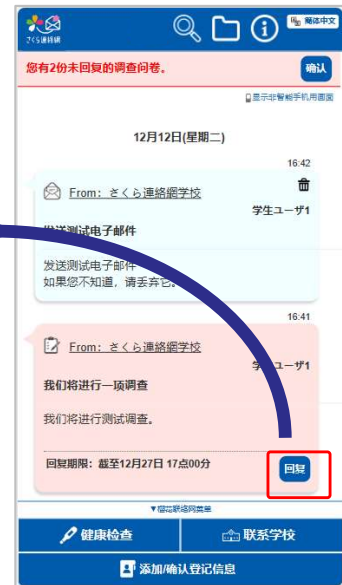 さくら連絡網
简体中文
您有2份未回复的调查问卷。
确认
显示非智能手机用画面
12月12日(星期二)
16:42
From: さくら連絡網学校
学生ユーザ1
发送测试电子邮件
发送测试电子邮件
如果您不知道，请丢弃它。
16:41
From: さくら連絡網学校
学生ユーザ1
我们将进行一项调查
我们将进行测试调查。
回复期限：截至12月27日 17点00分
回复
▼樱花联络网菜单
健康检查
联系学校
添加/确认登记信息